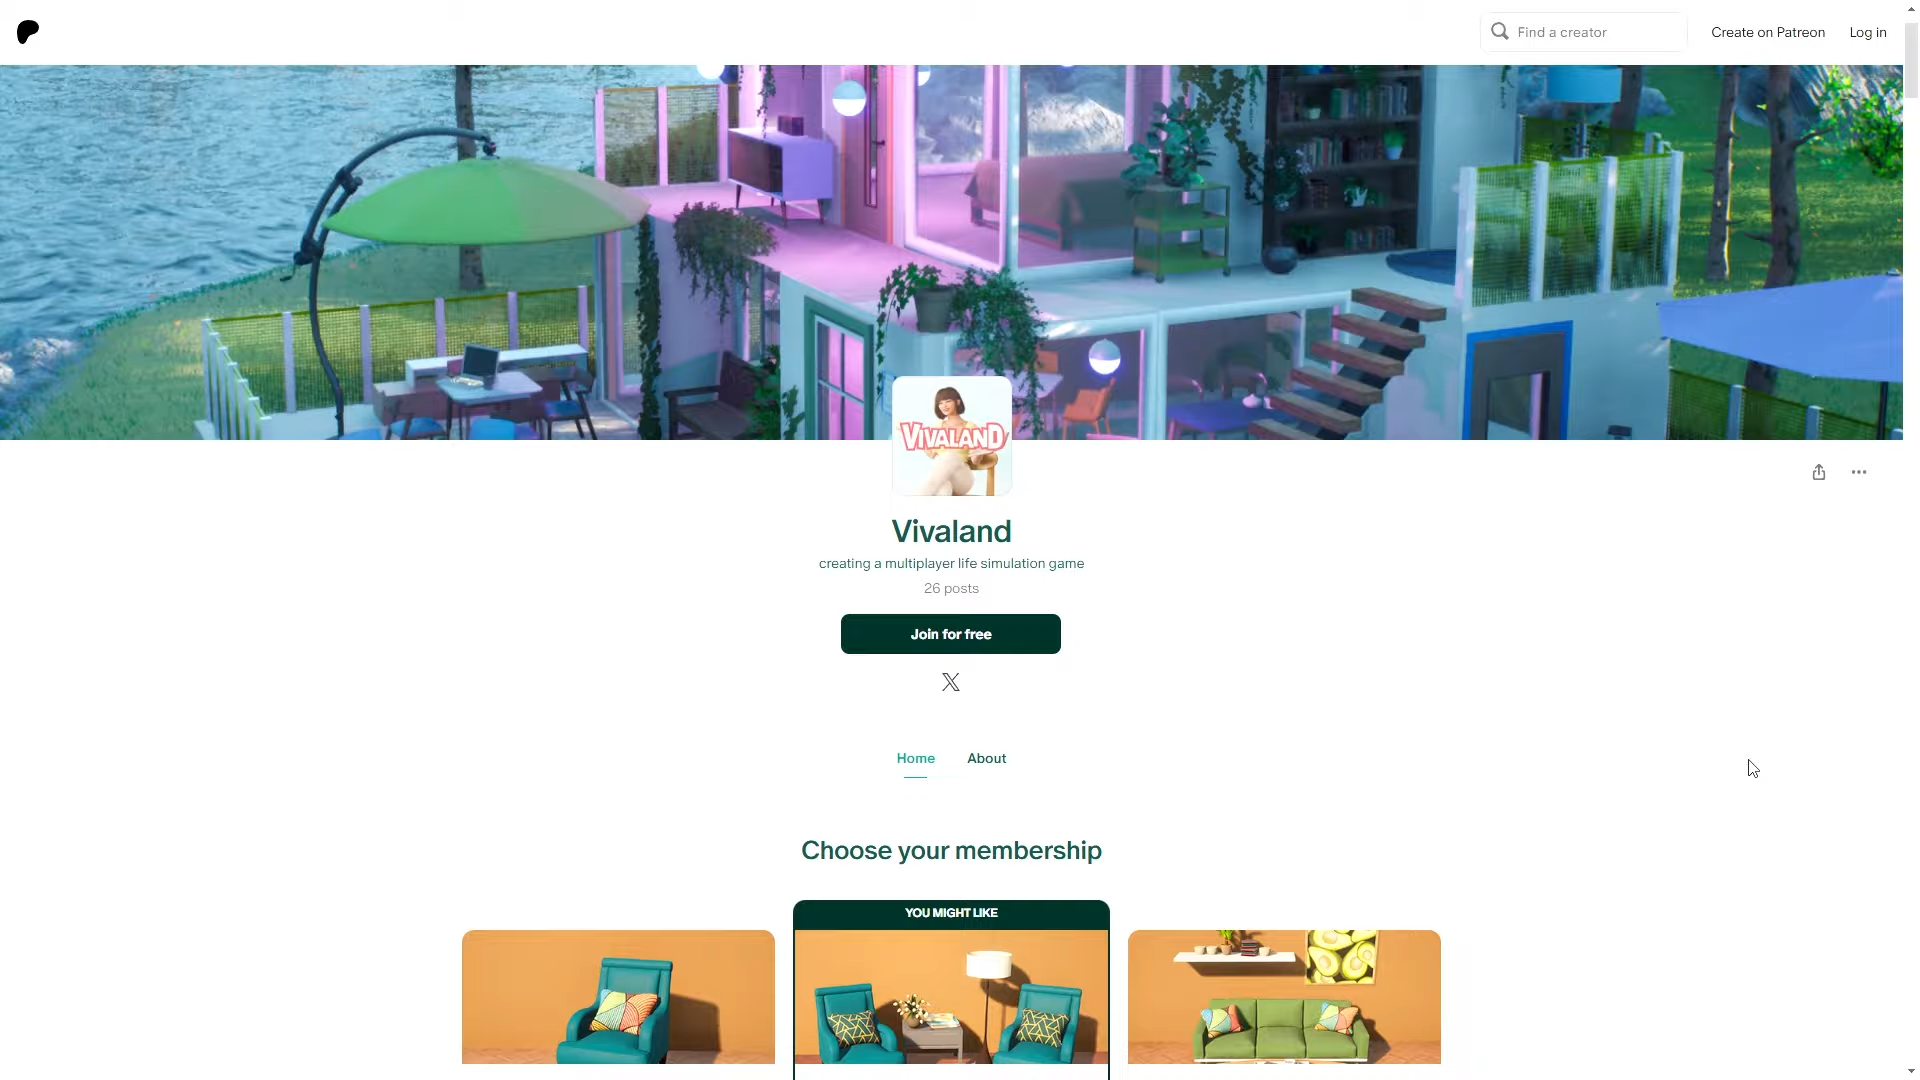 Find a creator
Create on Patreon
Log in
VIVALAND
Vivaland
creating a multiplayer life simulation game
26 posts
Join for free
Home
About
Choose your membership
YOU MIGHT LIKE